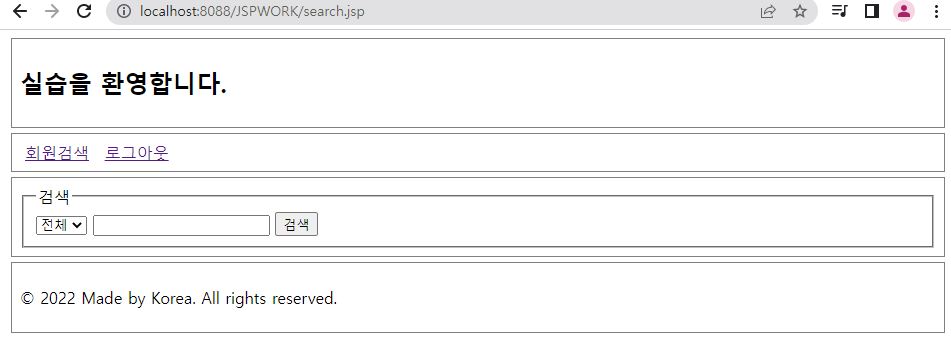 localhost:8088/JSPWORK/search.jsp
실습을 환영합니다.
회원검색 로그아웃
검색
전체 검색
© 2022 Made by Korea. All rights reserved.